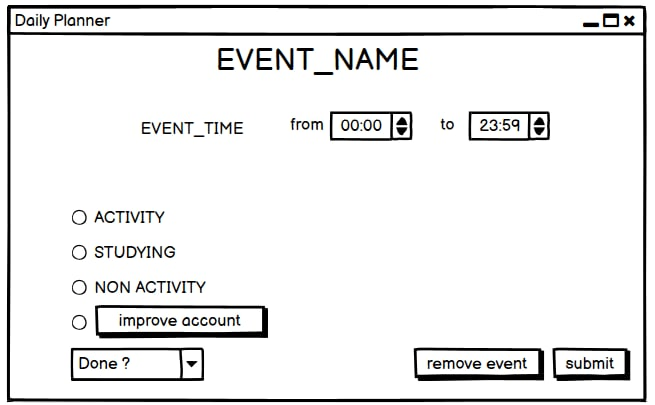 Daily Planner
EVENT_NAME
EVENT_TIME from 00:00 to 23:59
ACTIVITY
STUDYING
NON ACTIVITY
improve account
Done ? remove event submit